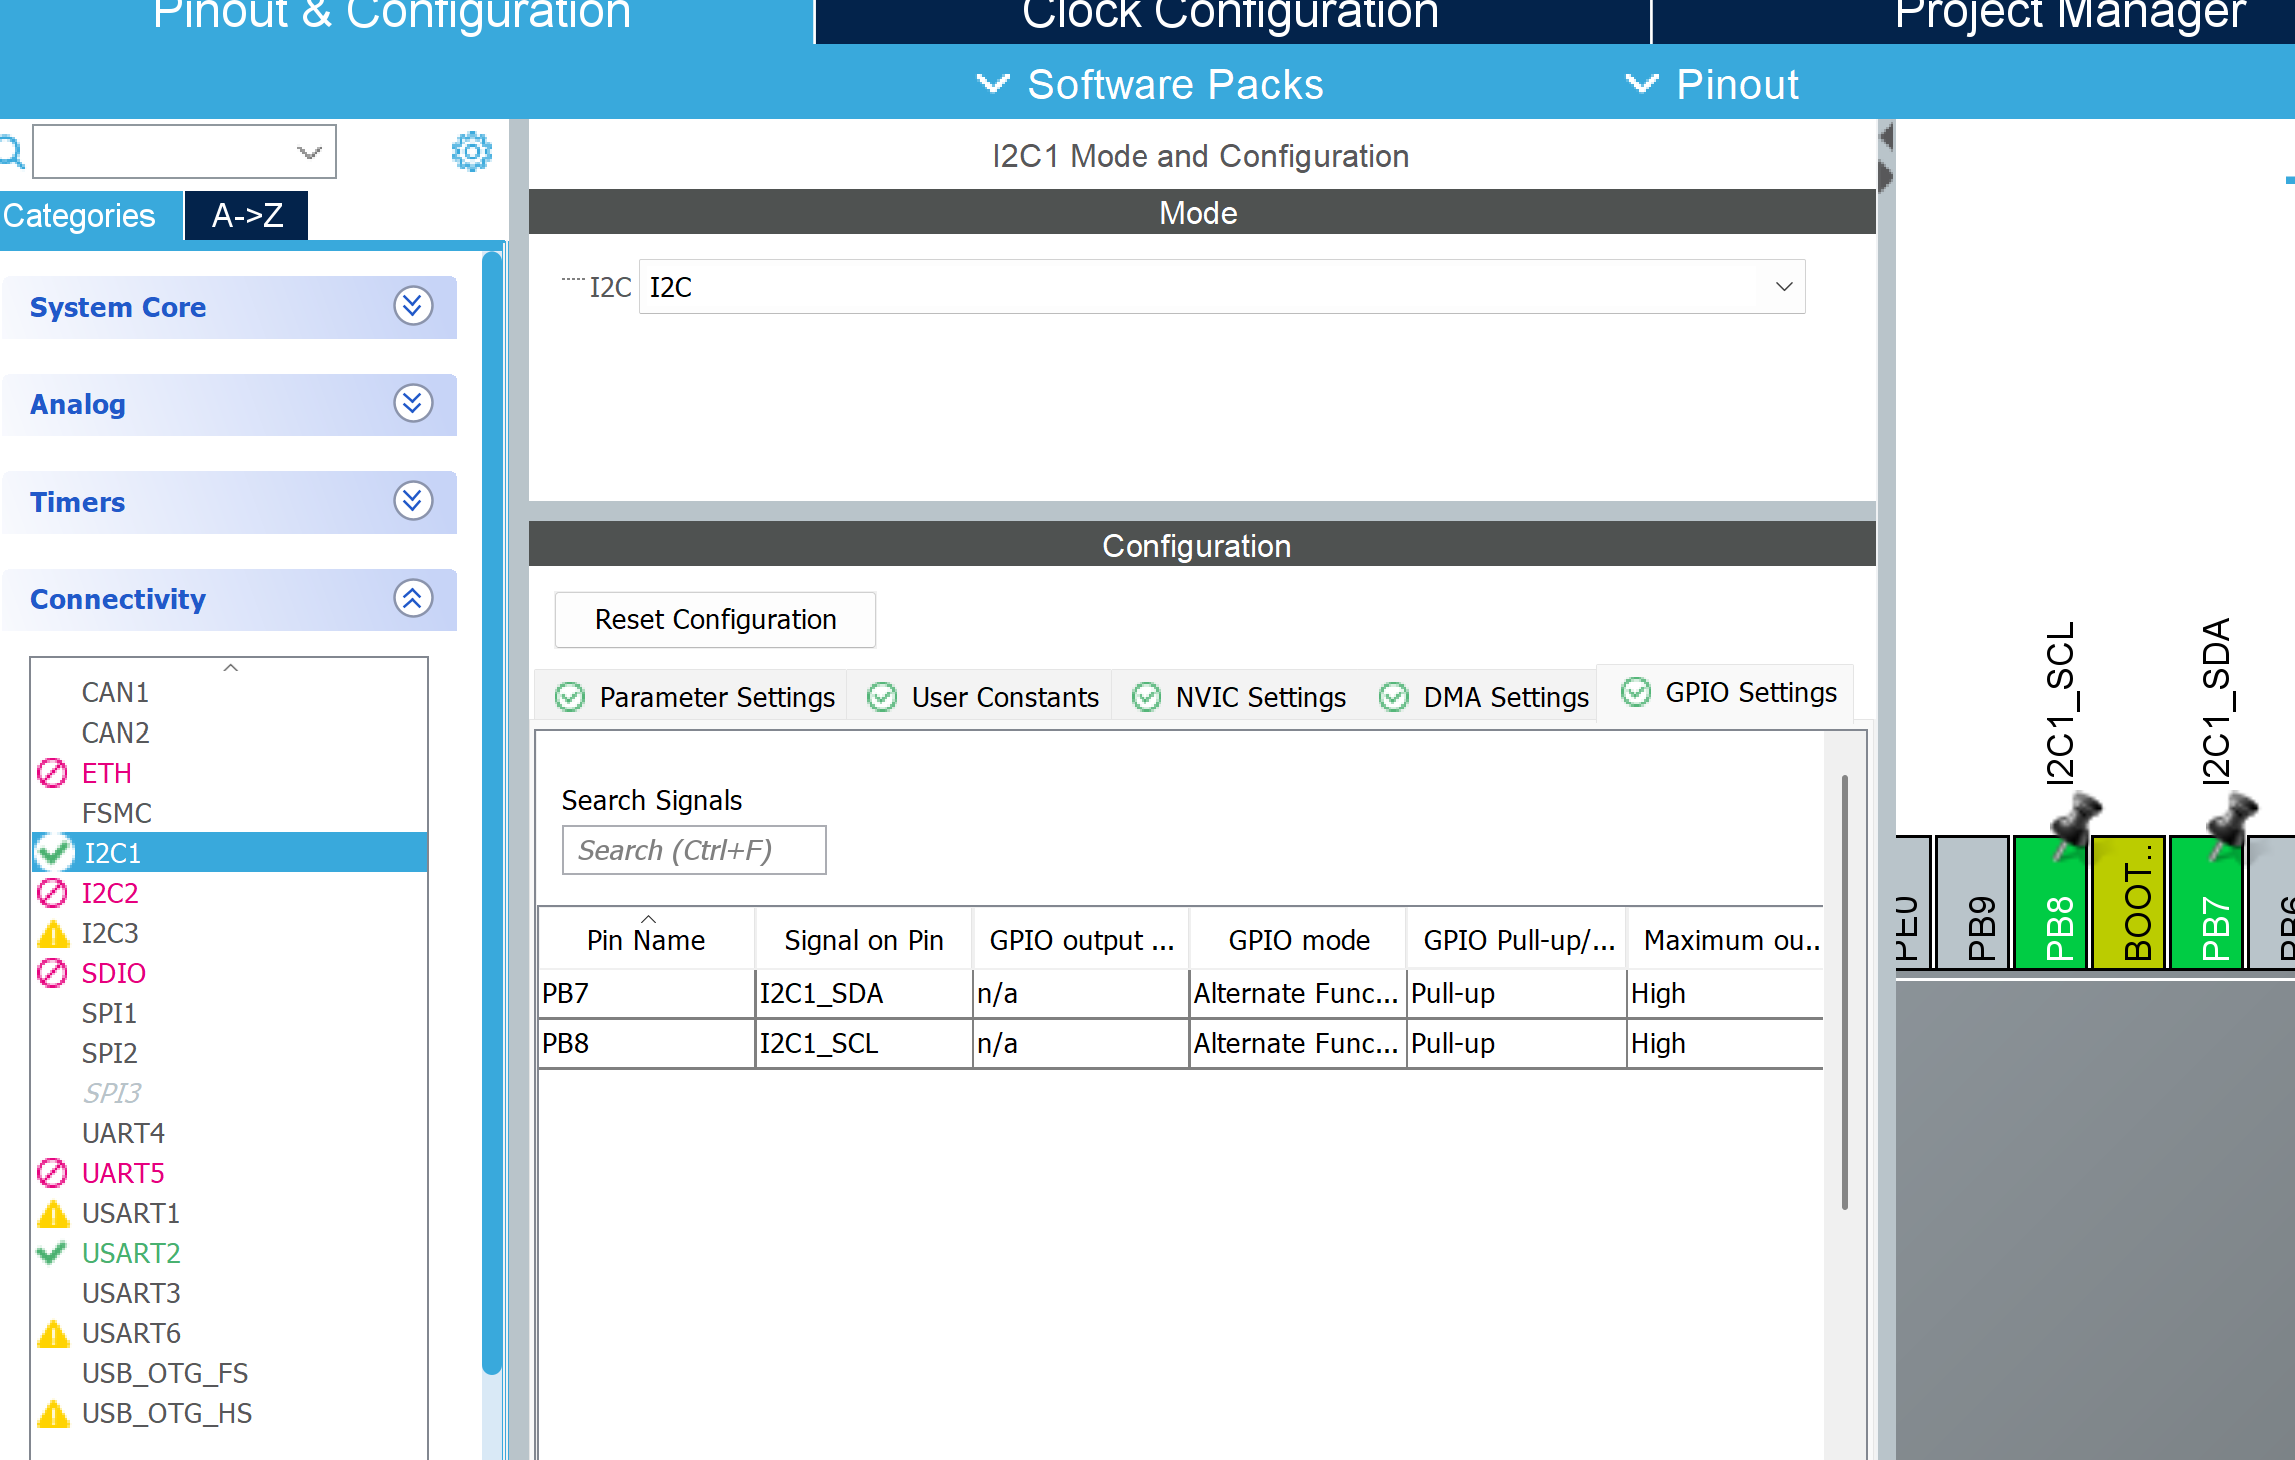 Pinout & Configuration
Clock Configuration
Project Manager
Software Packs
Pinout
Categories
A->Z
System Core
Analog
Timers
Connectivity
CAN1
CAN2
ETH
FSMC
I2C1
I2C2
I2C3
SDIO
SPI1
SPI2
SPI3
UART4
UART5
USART1
USART2
USART3
USART6
USB_OTG_FS
USB_OTG_HS
I2C1 Mode and Configuration
Mode
I2C I2C
Configuration
Reset Configuration
Parameter Settings User Constants NVIC Settings DMA Settings GPIO Settings
Search Signals
Search (Ctrl+F)
Pin Name Signal on Pin GPIO output ... GPIO mode GPIO Pull-up/... Maximum ou...
PB7 I2C1_SDA n/a Alternate Func... Pull-up High
PB8 I2C1_SCL n/a Alternate Func... Pull-up High
I2C1_SCL
I2C1_SDA
PE0
PB9
PB8
BOOT...
PB7
PB6